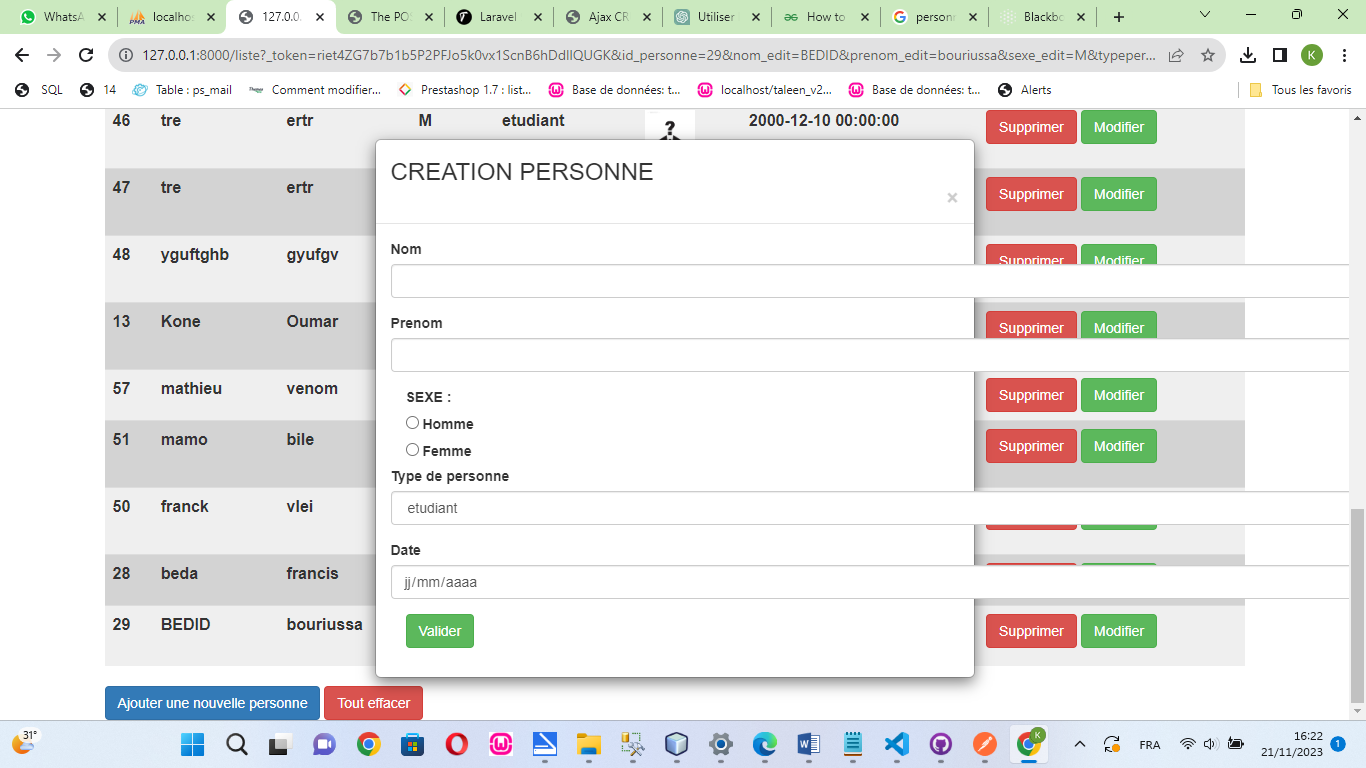 WhatsA
localhos
127.0.0.
The PO
Laravel
Ajax CR
Utiliser
How to
personn
Blackbo
127.0.0.1:8000/liste?_token=riet4ZG7b7b1b5P2PFJo5k0vx1ScnB6hDdIlQUGK&id_personne=29&nom_edit=BEDID&prenom_edit=bouriussa&sexe_edit=M&typeper...
K
SQL
14
Table : ps_mail
Comment modifier...
Prestashop 1.7 : list...
Base de données: t...
localhost/taleen_v2...
Base de données: t...
Alerts
Tous les favoris
46 tre ertr M etudiant ? 2000-12-10 00:00:00 Supprimer Modifier
CREATION PERSONNE
×
47 tre ertr Supprimer Modifier
48 yguftghb gyufgv Supprimer Modifier
13 Kone Oumar Supprimer Modifier
57 mathieu venom Supprimer Modifier
51 mamo bile Supprimer Modifier
50 franck vlei
28 beda francis
29 BEDID bouriussa Supprimer Modifier
Nom
Prenom
SEXE :
Homme
Femme
Type de personne
etudiant
Date
jj/mm/aaaa
Valider
Ajouter une nouvelle personne
Tout effacer
31°
K
FRA
16:22
21/11/2023
1